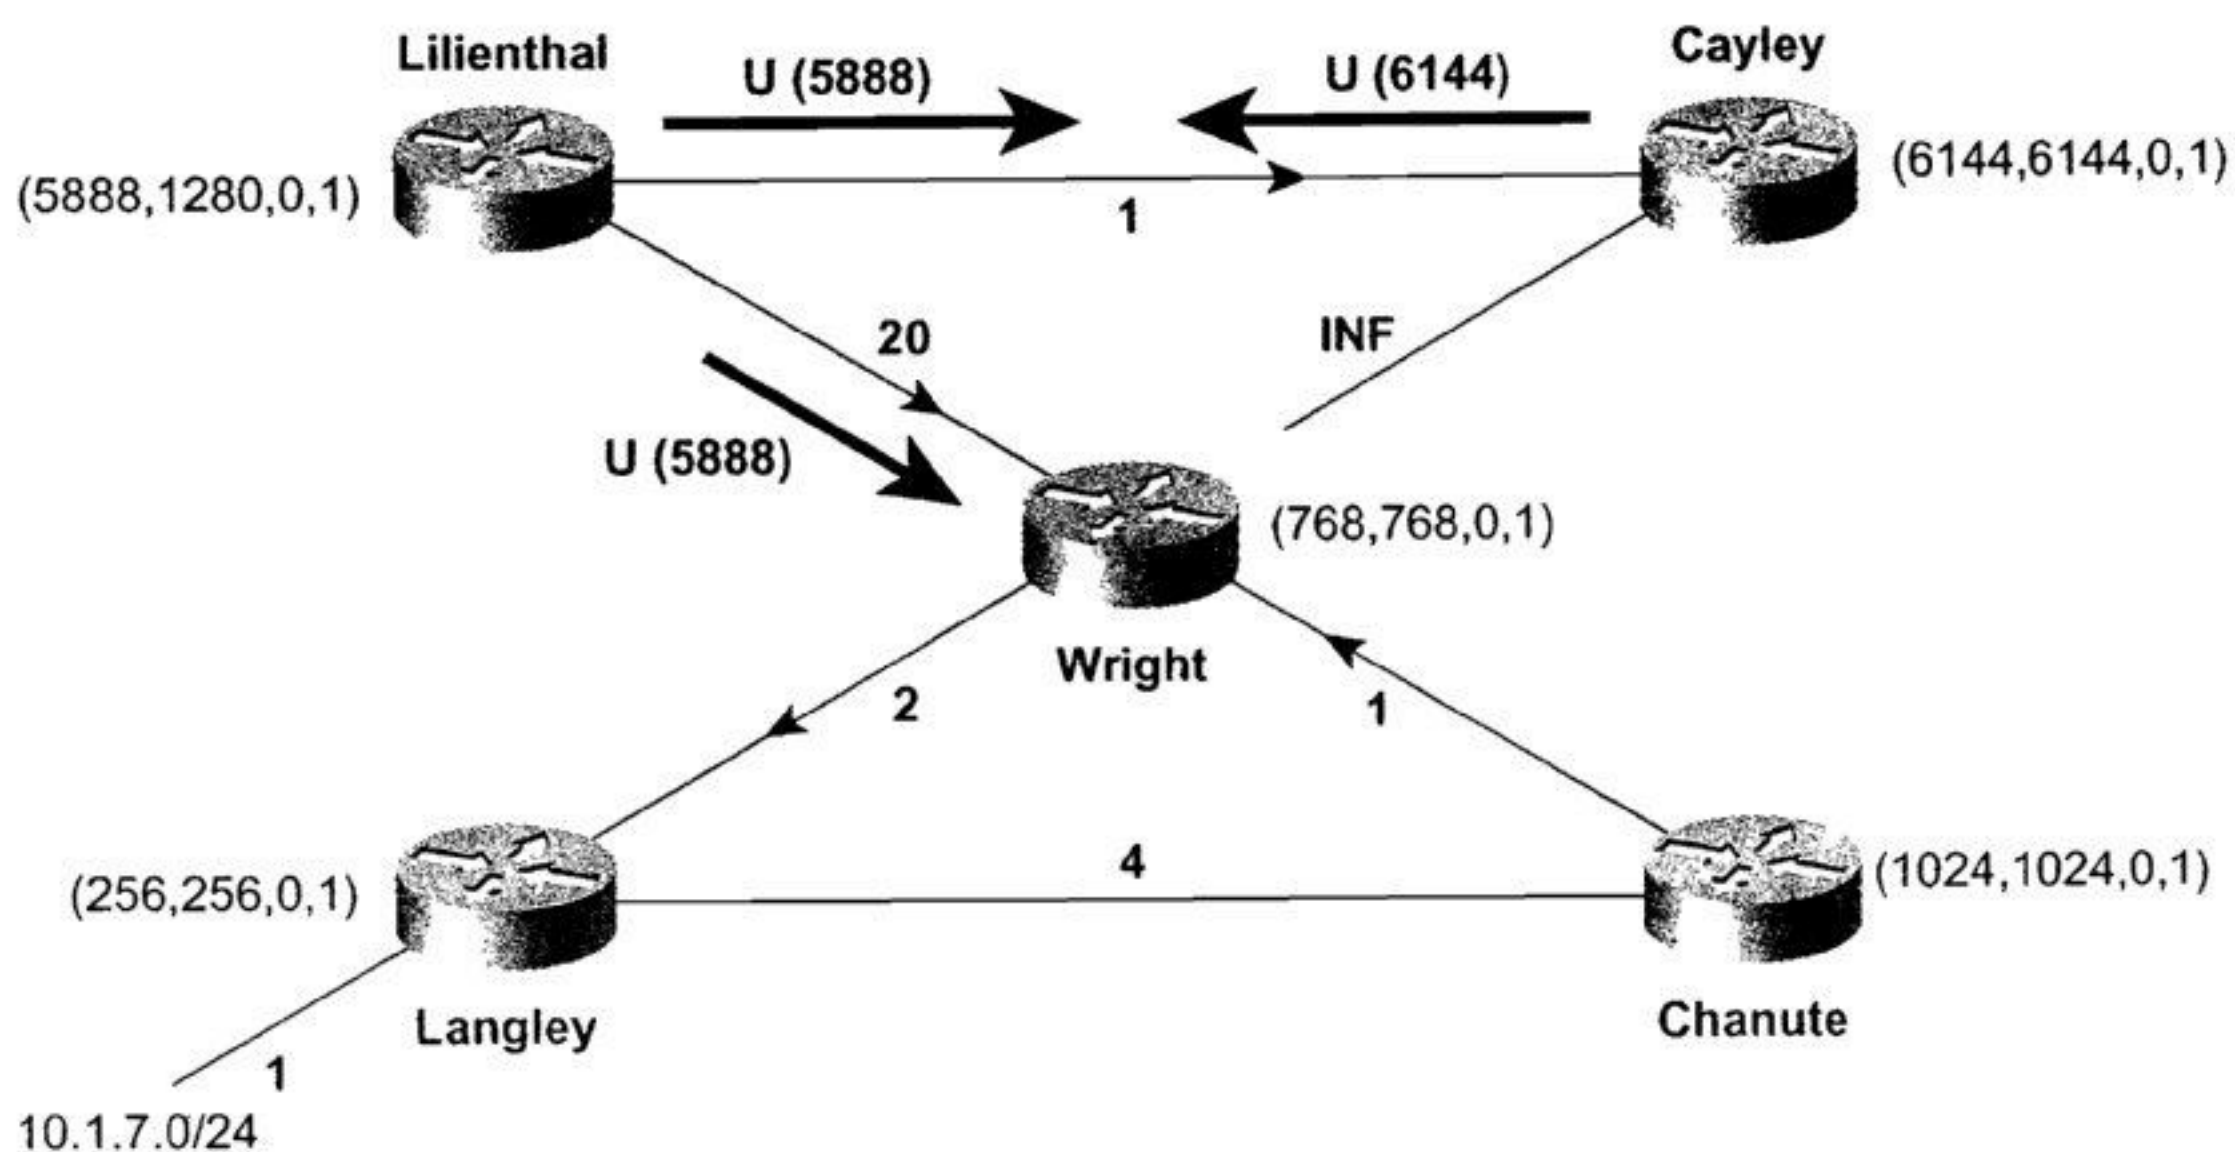 Lilienthal
Cayley
U (5888)
U (6144)
(5888,1280,0,1)
(6144,6144,0,1)
1
20
INF
U (5888)
(768,768,0,1)
Wright
2
1
4
(256,256,0,1)
(1024,1024,0,1)
Langley
Chanute
1
10.1.7.0/24